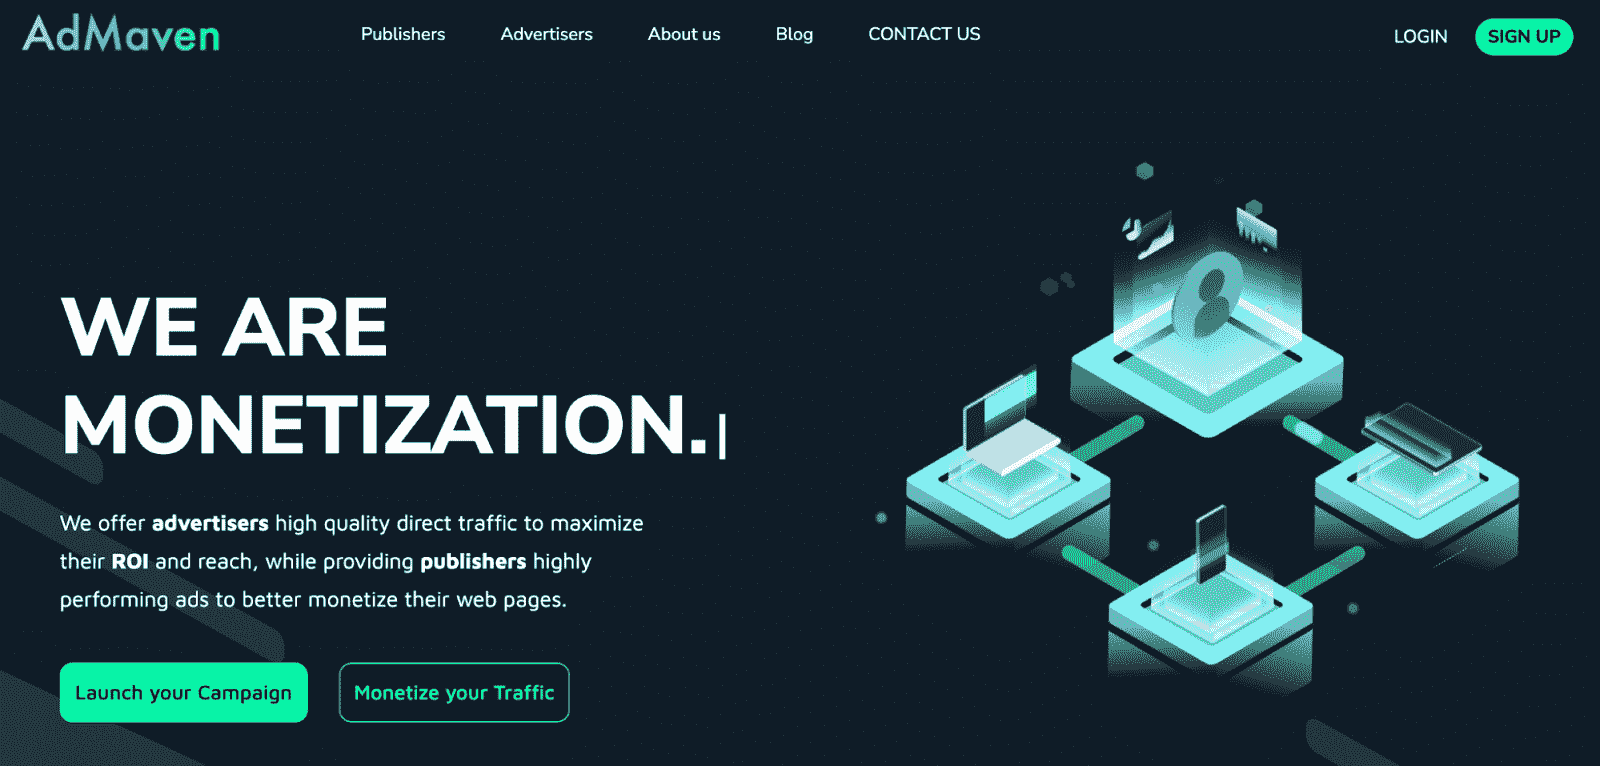 AdMaven
Publishers
Advertisers
About us
Blog
CONTACT US
LOGIN
SIGN UP
WE ARE
MONETIZATION.|
We offer advertisers high quality direct traffic to maximize
their ROI and reach, while providing publishers highly
performing ads to better monetize their web pages.
Launch your Campaign
Monetize your Traffic